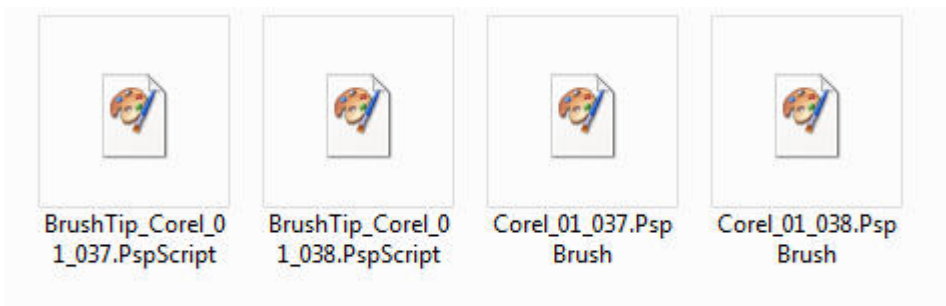 BrushTip_Corel_0
1_037.PspScript
BrushTip_Corel_0
1_038.PspScript
Corel_01_037.Psp
Brush
Corel_01_038.Psp
Brush